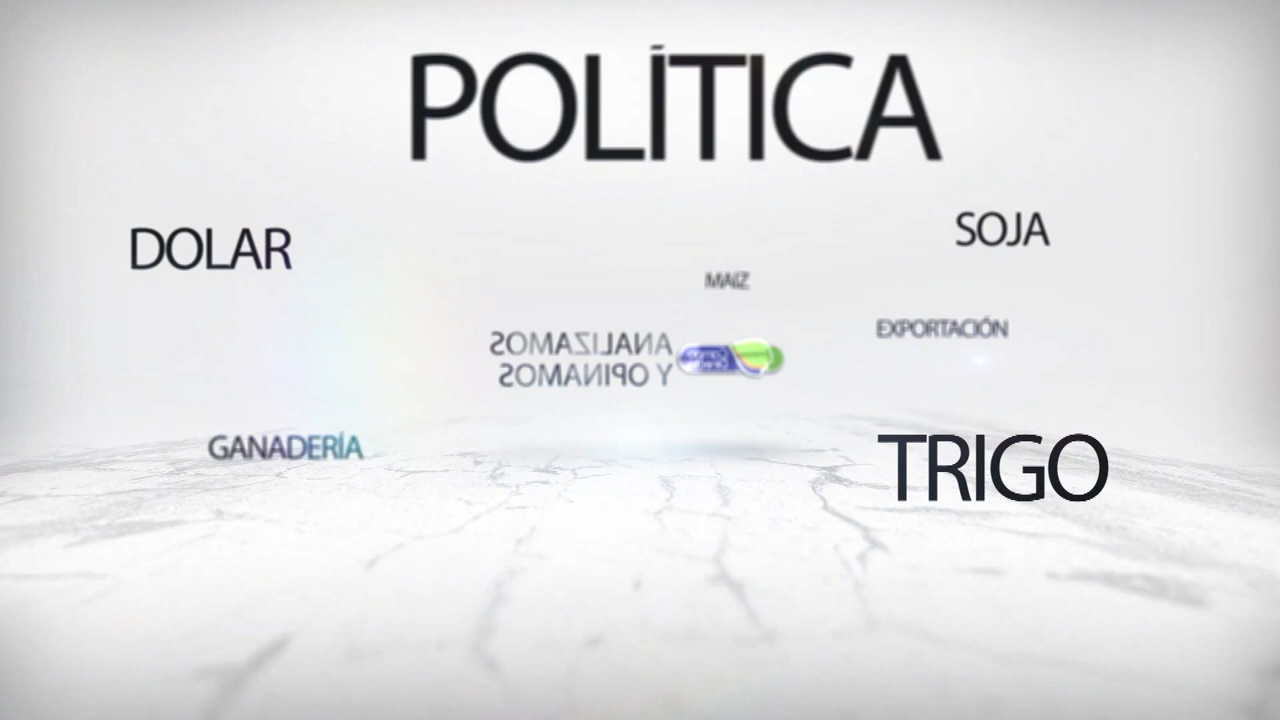 POLÍTICA
DOLAR
SOJA
MAIZ
EXPORTACIÓN
ANALIZAMOS
Y OPINAMOS
GANADERÍA
TRIGO